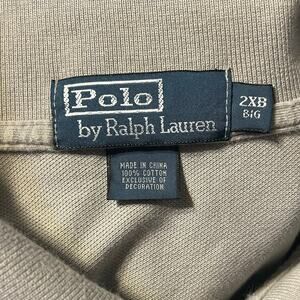 Polo
by Ralph Lauren
2XB
BIG
MADE IN CHINA
100% COTTON
EXCLUSIVE OF
DECORATION